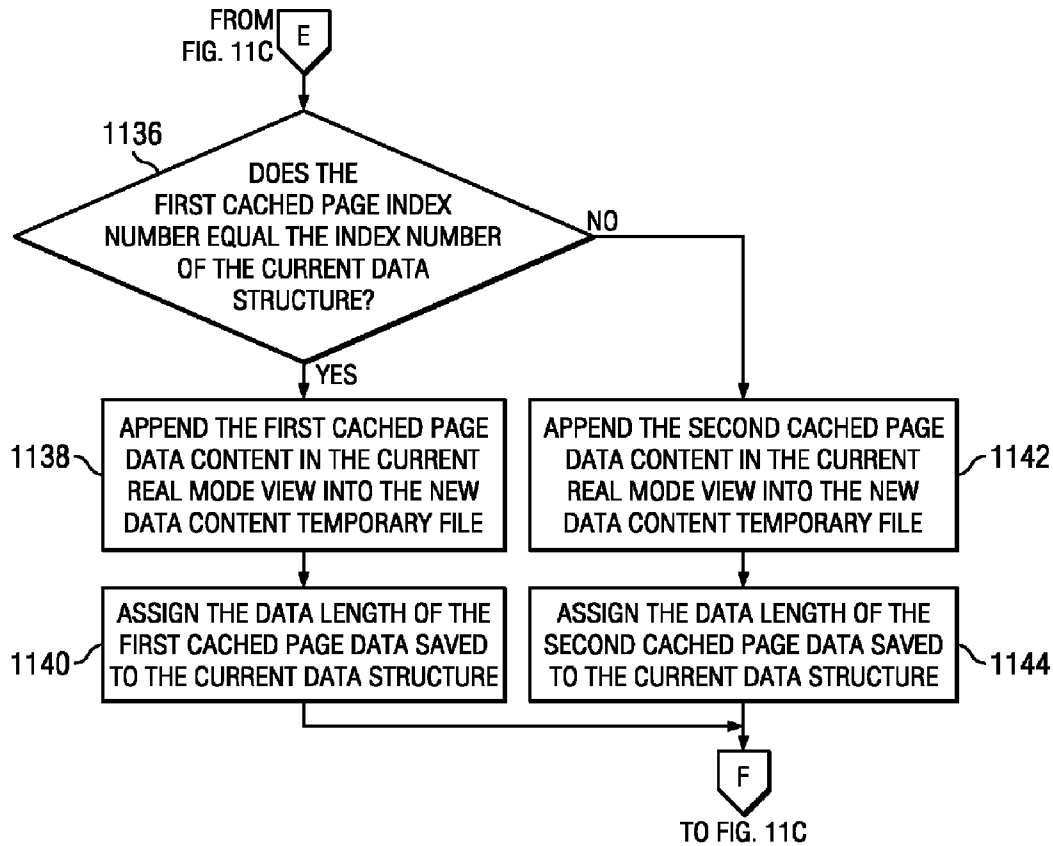 FROM
FIG. 11C
E
1136
DOES THE
FIRST CACHED PAGE INDEX
NUMBER EQUAL THE INDEX NUMBER
OF THE CURRENT DATA
STRUCTURE?
NO
YES
1138
APPEND THE FIRST CACHED PAGE
DATA CONTENT IN THE CURRENT
REAL MODE VIEW INTO THE NEW
DATA CONTENT TEMPORARY FILE
APPEND THE SECOND CACHED PAGE
DATA CONTENT IN THE CURRENT
REAL MODE VIEW INTO THE NEW
DATA CONTENT TEMPORARY FILE
1142
1140
ASSIGN THE DATA LENGTH OF THE
FIRST CACHED PAGE DATA SAVED
TO THE CURRENT DATA STRUCTURE
ASSIGN THE DATA LENGTH OF THE
SECOND CACHED PAGE DATA SAVED
TO THE CURRENT DATA STRUCTURE
1144
F
TO FIG. 11C